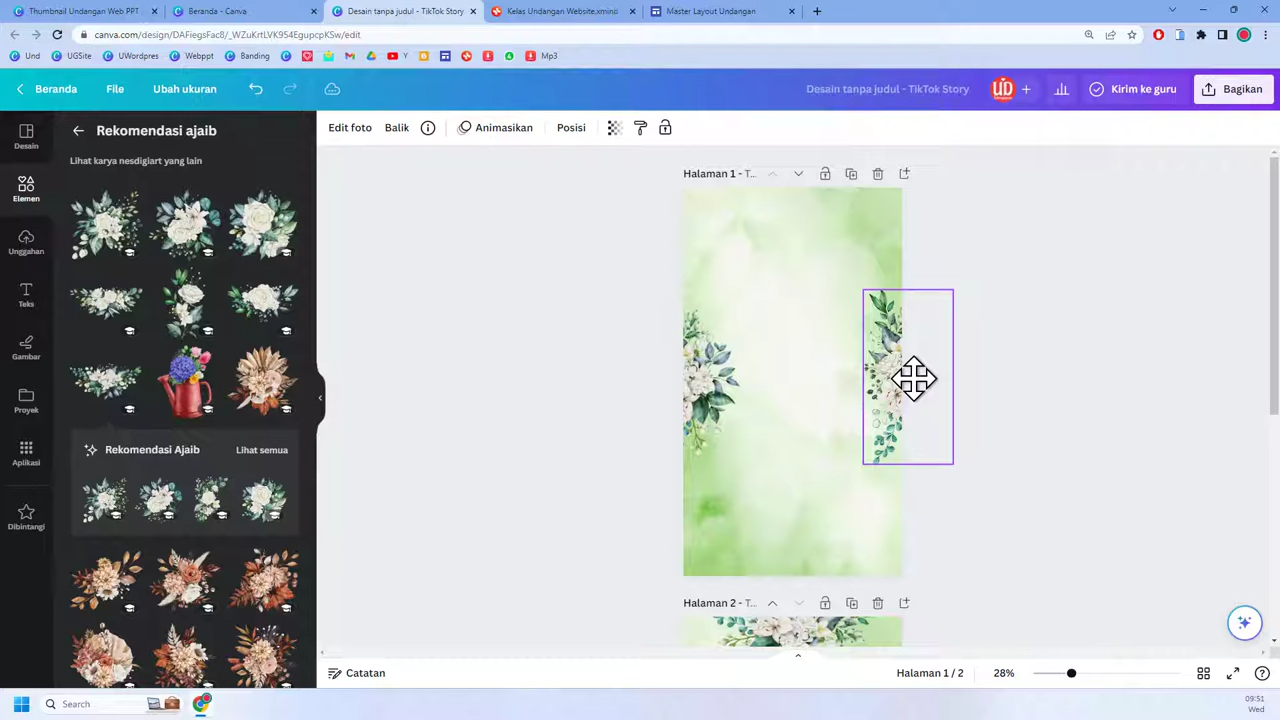 Thumbnail Undangan Web PPT
Beranda - Canva
Desain tanpa judul - TikTok Story
Kelas Undangan Website.xmind
Master Layout Undangan
canva.com/design/DAFiegsFac8/_WZuKrtLVK954EgupcpKSw/edit
Und
UGSite
UWordpres
Webppt
Banding
Y
Mp3
Beranda
File
Ubah ukuran
Desain tanpa judul - TikTok Story
UD
Kirim ke guru
Bagikan
Desain
Elemen
Unggahan
Teks
Gambar
Proyek
Aplikasi
Dibintangi
Rekomendasi ajaib
Lihat karya nesdigiart yang lain
Rekomendasi Ajaib
Lihat semua
Edit foto
Balik
Animasikan
Posisi
Halaman 1 - T...
Halaman 2 - T...
Catatan
Halaman 1 / 2
28%
Search
09:51
Wed